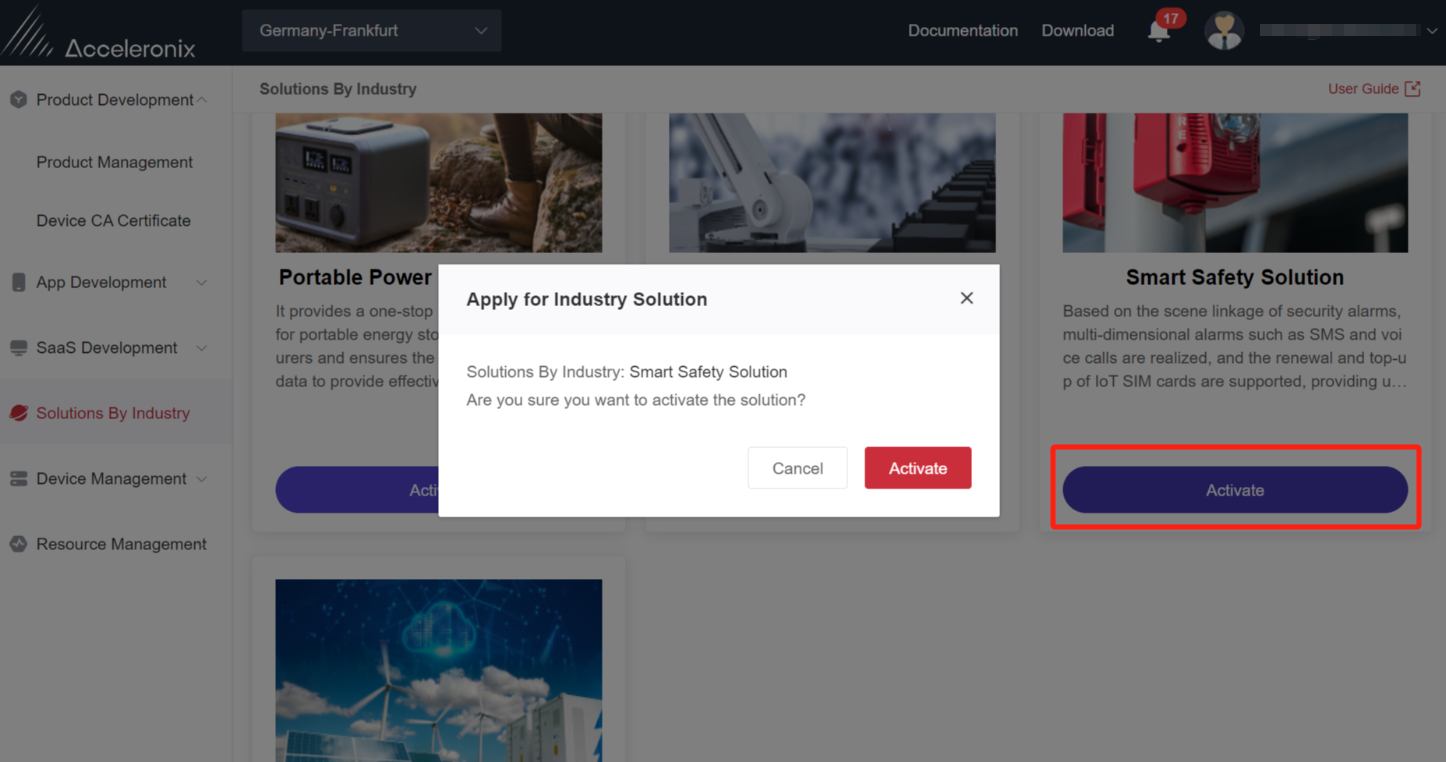 Acceleronix
Germany-Frankfurt
Documentation
Download
17
Product Development
Product Management
Device CA Certificate
App Development
SaaS Development
Solutions By Industry
Device Management
Resource Management
Solutions By Industry
User Guide
Portable Power
It provides a one-stop
for portable energy sto
urers and ensures the
data to provide effectiv
Acti
RE
Smart Safety Solution
Based on the scene linkage of security alarms,
multi-dimensional alarms such as SMS and voi
ce calls are realized, and the renewal and top-u
p of IoT SIM cards are supported, providing u...
Activate
Apply for Industry Solution
Solutions By Industry: Smart Safety Solution
Are you sure you want to activate the solution?
Cancel
Activate